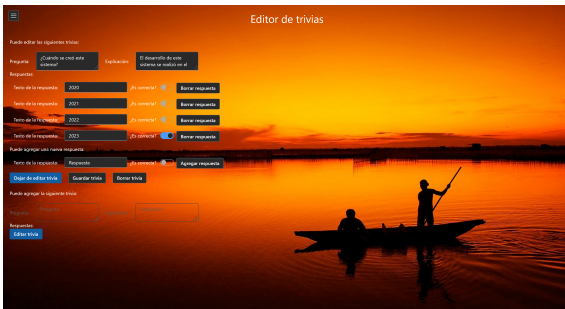 Editor de trivias
Puede editar las siguientes trivias:
Pregunta: ¿Cuándo se creó este sistema? Explicación: El desarrollo de este sistema se realizó en el
Respuestas:
Texto de la respuesta: 2020 ¿Es correcta? Borrar respuesta
Texto de la respuesta: 2021 ¿Es correcta? Borrar respuesta
Texto de la respuesta: 2022 ¿Es correcta? Borrar respuesta
Texto de la respuesta: 2023 ¿Es correcta? Borrar respuesta
Puede agregar una nueva respuesta:
Texto de la respuesta: Respuesta ¿Es correcta? Agregar respuesta
Dejar de editar trivia Guardar trivia Borrar trivia
Puede agregar la siguiente trivia:
Pregunta:
Respuestas:
Editar trivia